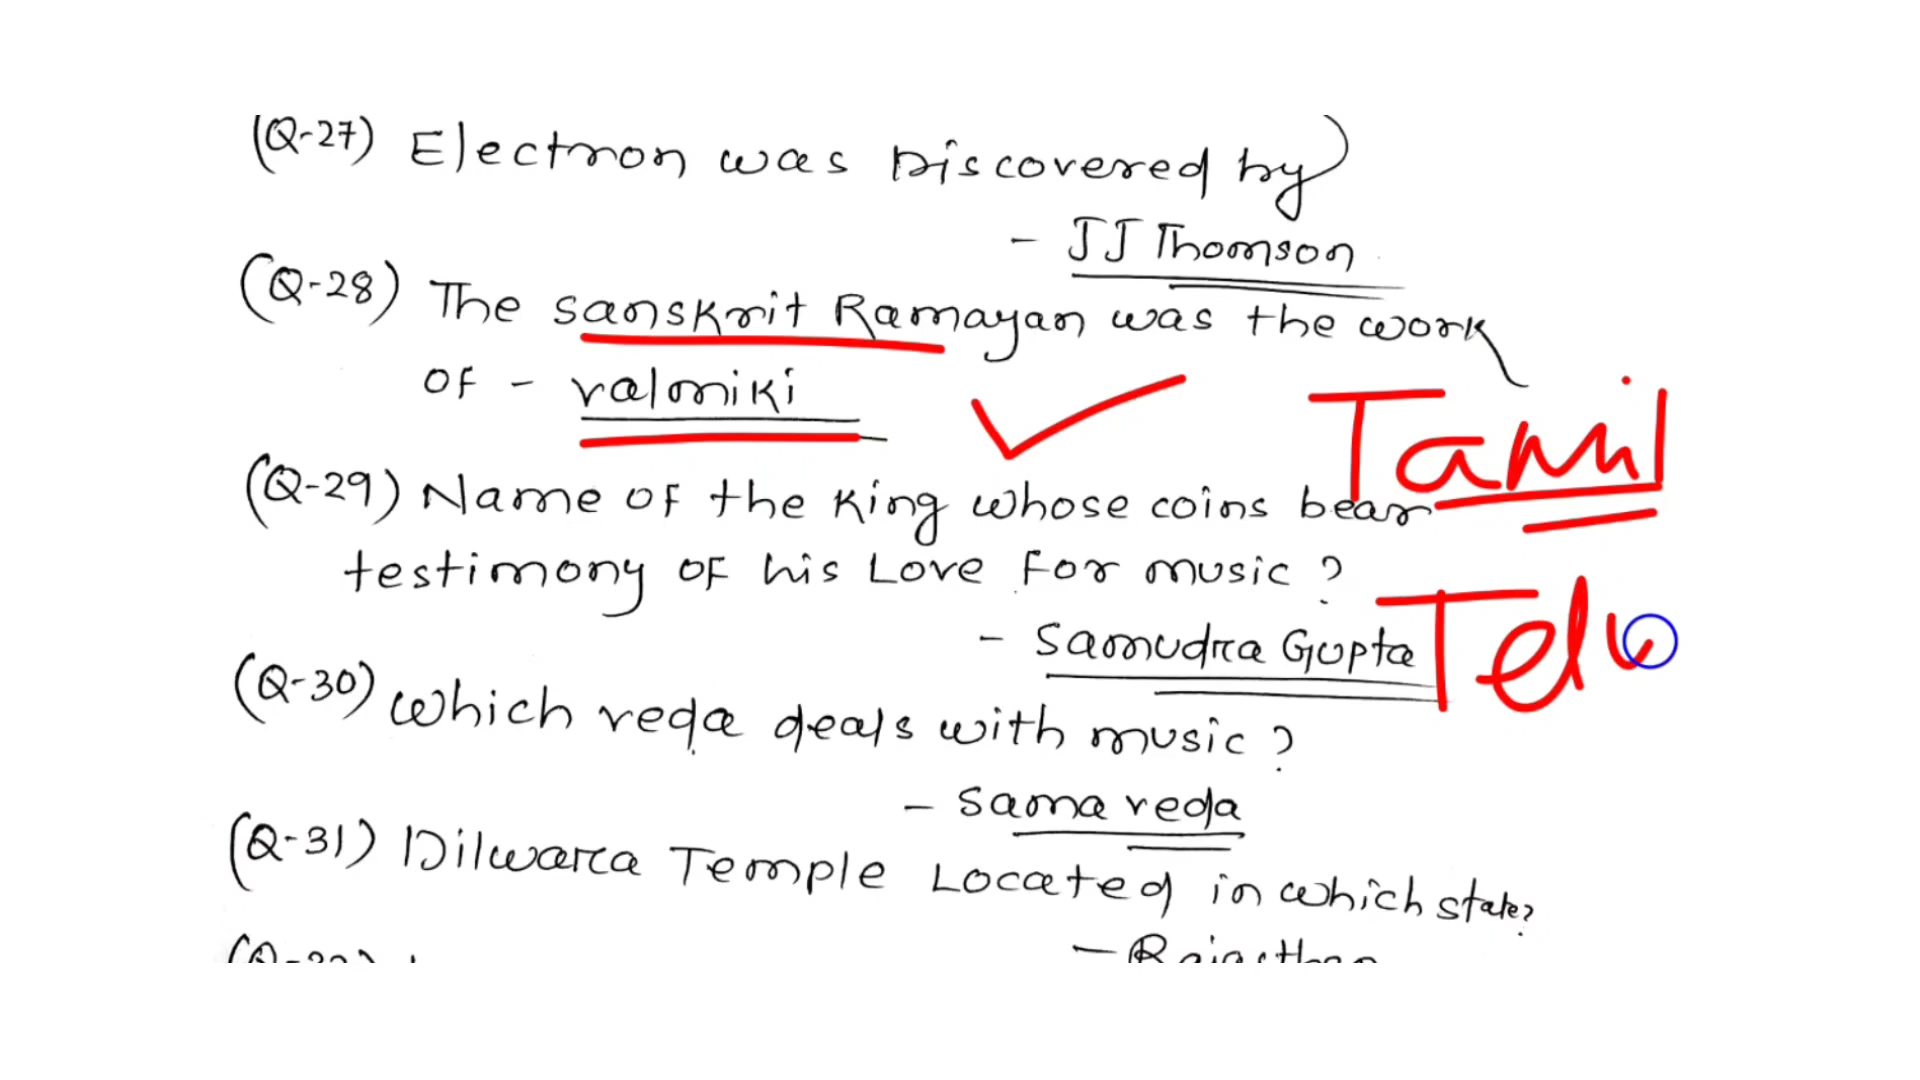 (Q-27) Electron was Discovered by
- JJ Thomson
(Q-28) The Sanskrit Ramayan was the work
of - valmiki
Tamil
(Q-29) Name of the King whose coins bear
testimony of his Love for music ?
- Samudra Gupta
Telu
(Q-30) which veda deals with music ?
- Sama veda
(Q-31) Dilwara Temple Located in which state?
- Rajasthan